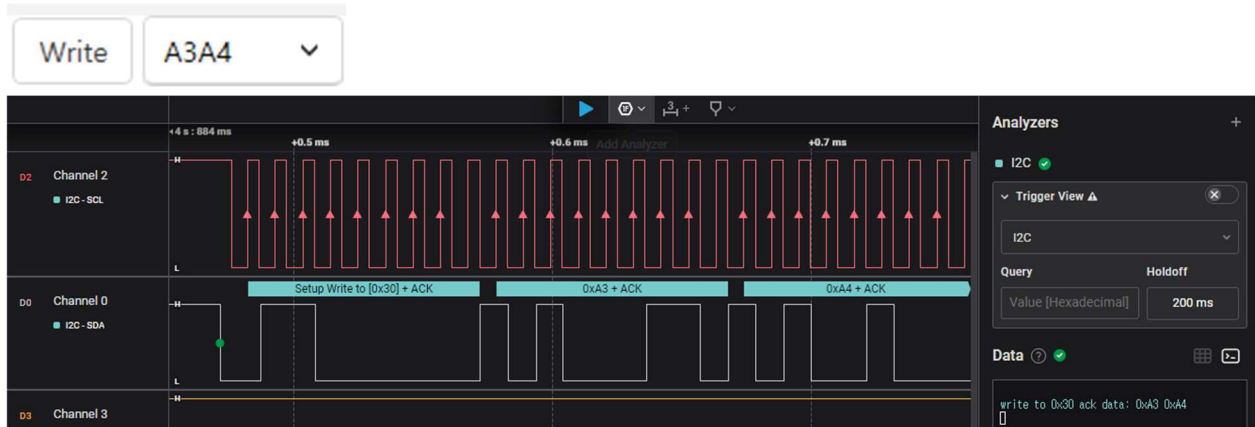 Write A3A4
4 s : 884 ms
+0.5 ms +0.6 ms +0.7 ms
Add Analyzer
D2 Channel 2
I2C - SCL
H
L
Setup Write to [0x30] + ACK 0xA3 + ACK 0xA4 + ACK
D0 Channel 0
I2C - SDA
H
L
D3 Channel 3
H
Analyzers
I2C
Trigger View
I2C
Query Holdoff
Value [Hexadecimal] 200 ms
Data
write to 0x30 ack data: 0xA3 0xA4